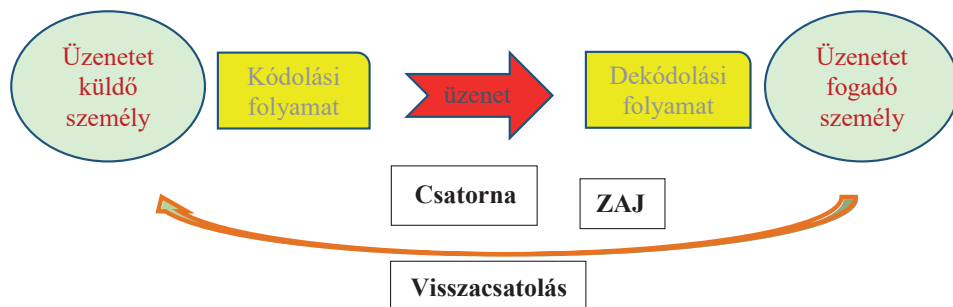 Üzenetet
küldő
személy
Kódolási
folyamat
üzenet
Dekódolási
folyamat
Üzenetet
fogadó
személy
Csatorna
ZAJ
Visszacsatolás